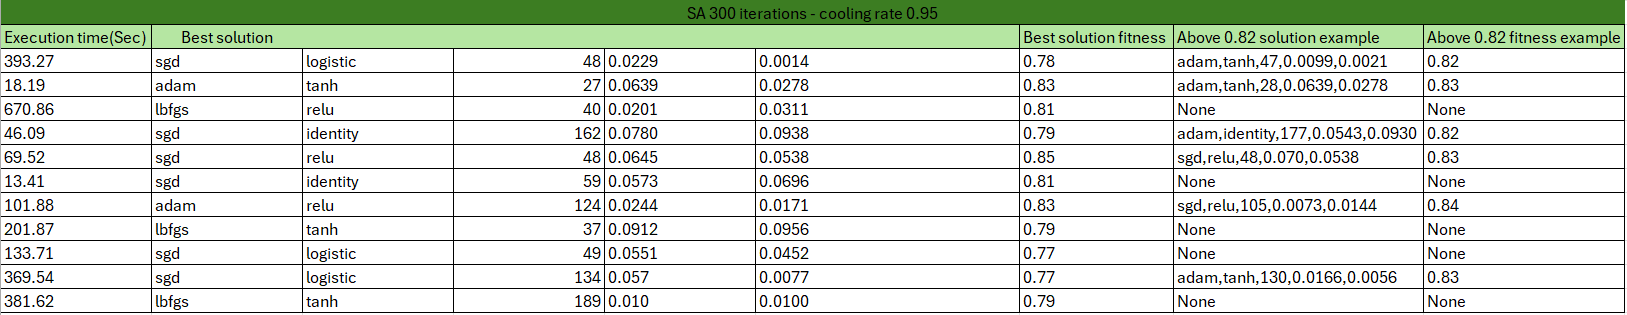 SA 300 iterations - cooling rate 0.95
Execution time(Sec) Best solution Best solution fitness Above 0.82 solution example Above 0.82 fitness example
393.27 sgd logistic 48 0.0229 0.0014 0.78 adam,tanh,47,0.0099,0.0021 0.82
18.19 adam tanh 27 0.0639 0.0278 0.83 adam,tanh,28,0.0639,0.0278 0.83
670.86 lbfgs relu 40 0.0201 0.0311 0.81 None None
46.09 sgd identity 162 0.0780 0.0938 0.79 adam,identity,177,0.0543,0.0930 0.82
69.52 sgd relu 48 0.0645 0.0538 0.85 sgd,relu,48,0.070,0.0538 0.83
13.41 sgd identity 59 0.0573 0.0696 0.81 None None
101.88 adam relu 124 0.0244 0.0171 0.83 sgd,relu,105,0.0073,0.0144 0.84
201.87 lbfgs tanh 37 0.0912 0.0956 0.79 None None
133.71 sgd logistic 49 0.0551 0.0452 0.77 None None
369.54 sgd logistic 134 0.057 0.0077 0.77 adam,tanh,130,0.0166,0.0056 0.83
381.62 lbfgs tanh 189 0.010 0.0100 0.79 None None